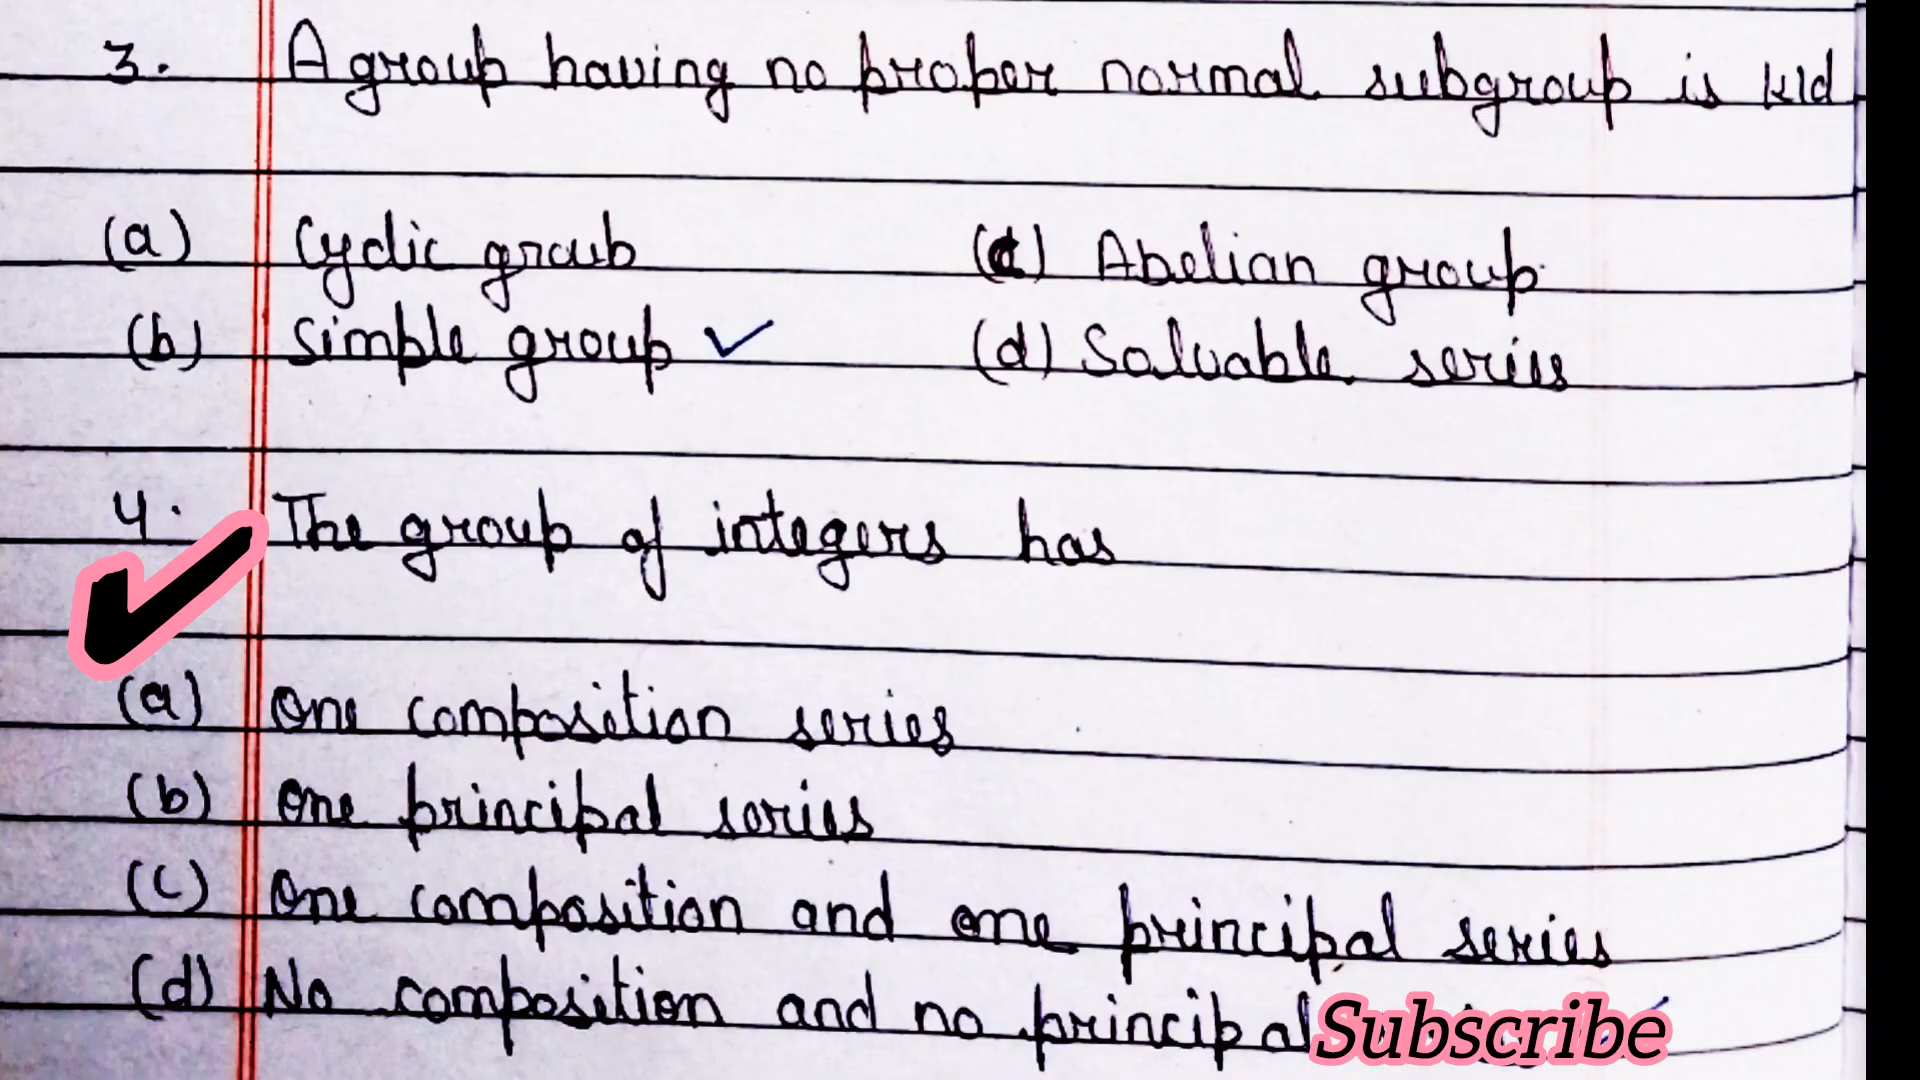 3. A group having no proper normal subgroup is kld
(a) Cyclic group (c) Abelian group
(b) Simple group ✓ (d) Solvable series
4. The group of integers has
(a) One composition series
(b) One principal series
(c) One composition and one principal series
(d) No composition and no principal
Subscribe